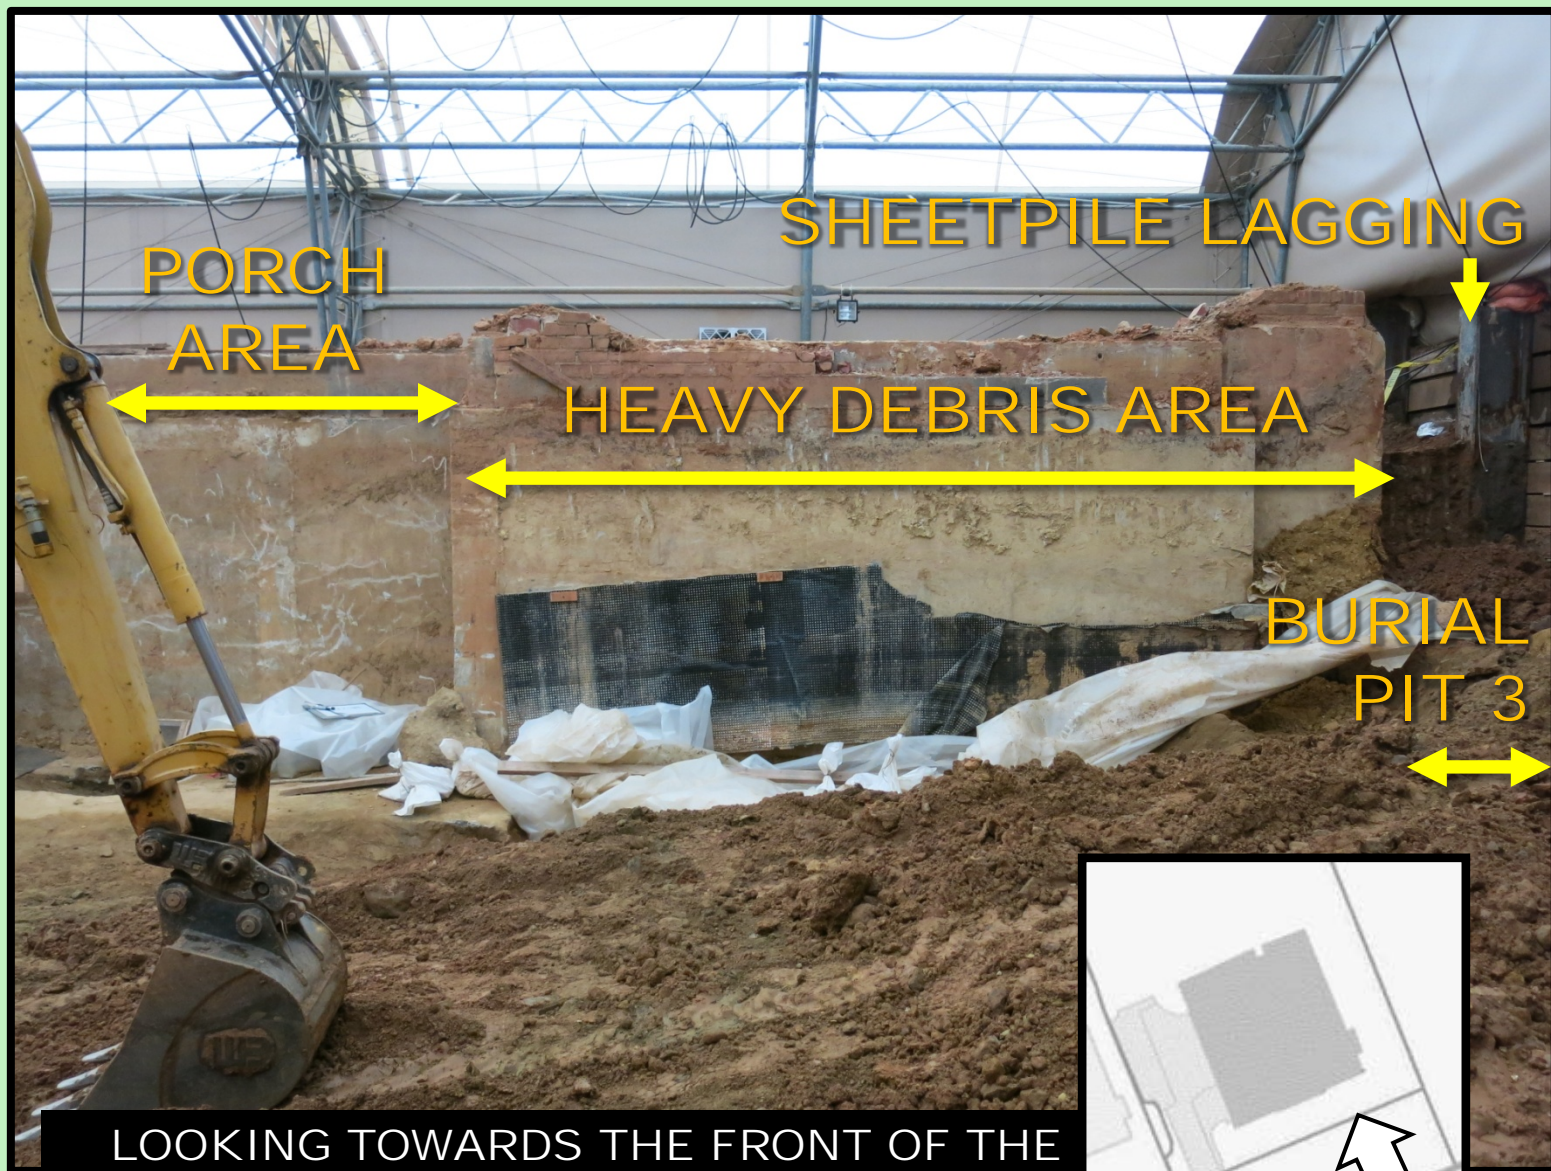 SHEETPILE LAGGING
PORCH
AREA
HEAVY DEBRIS AREA
BURIAL
PIT 3
LOOKING TOWARDS THE FRONT OF THE